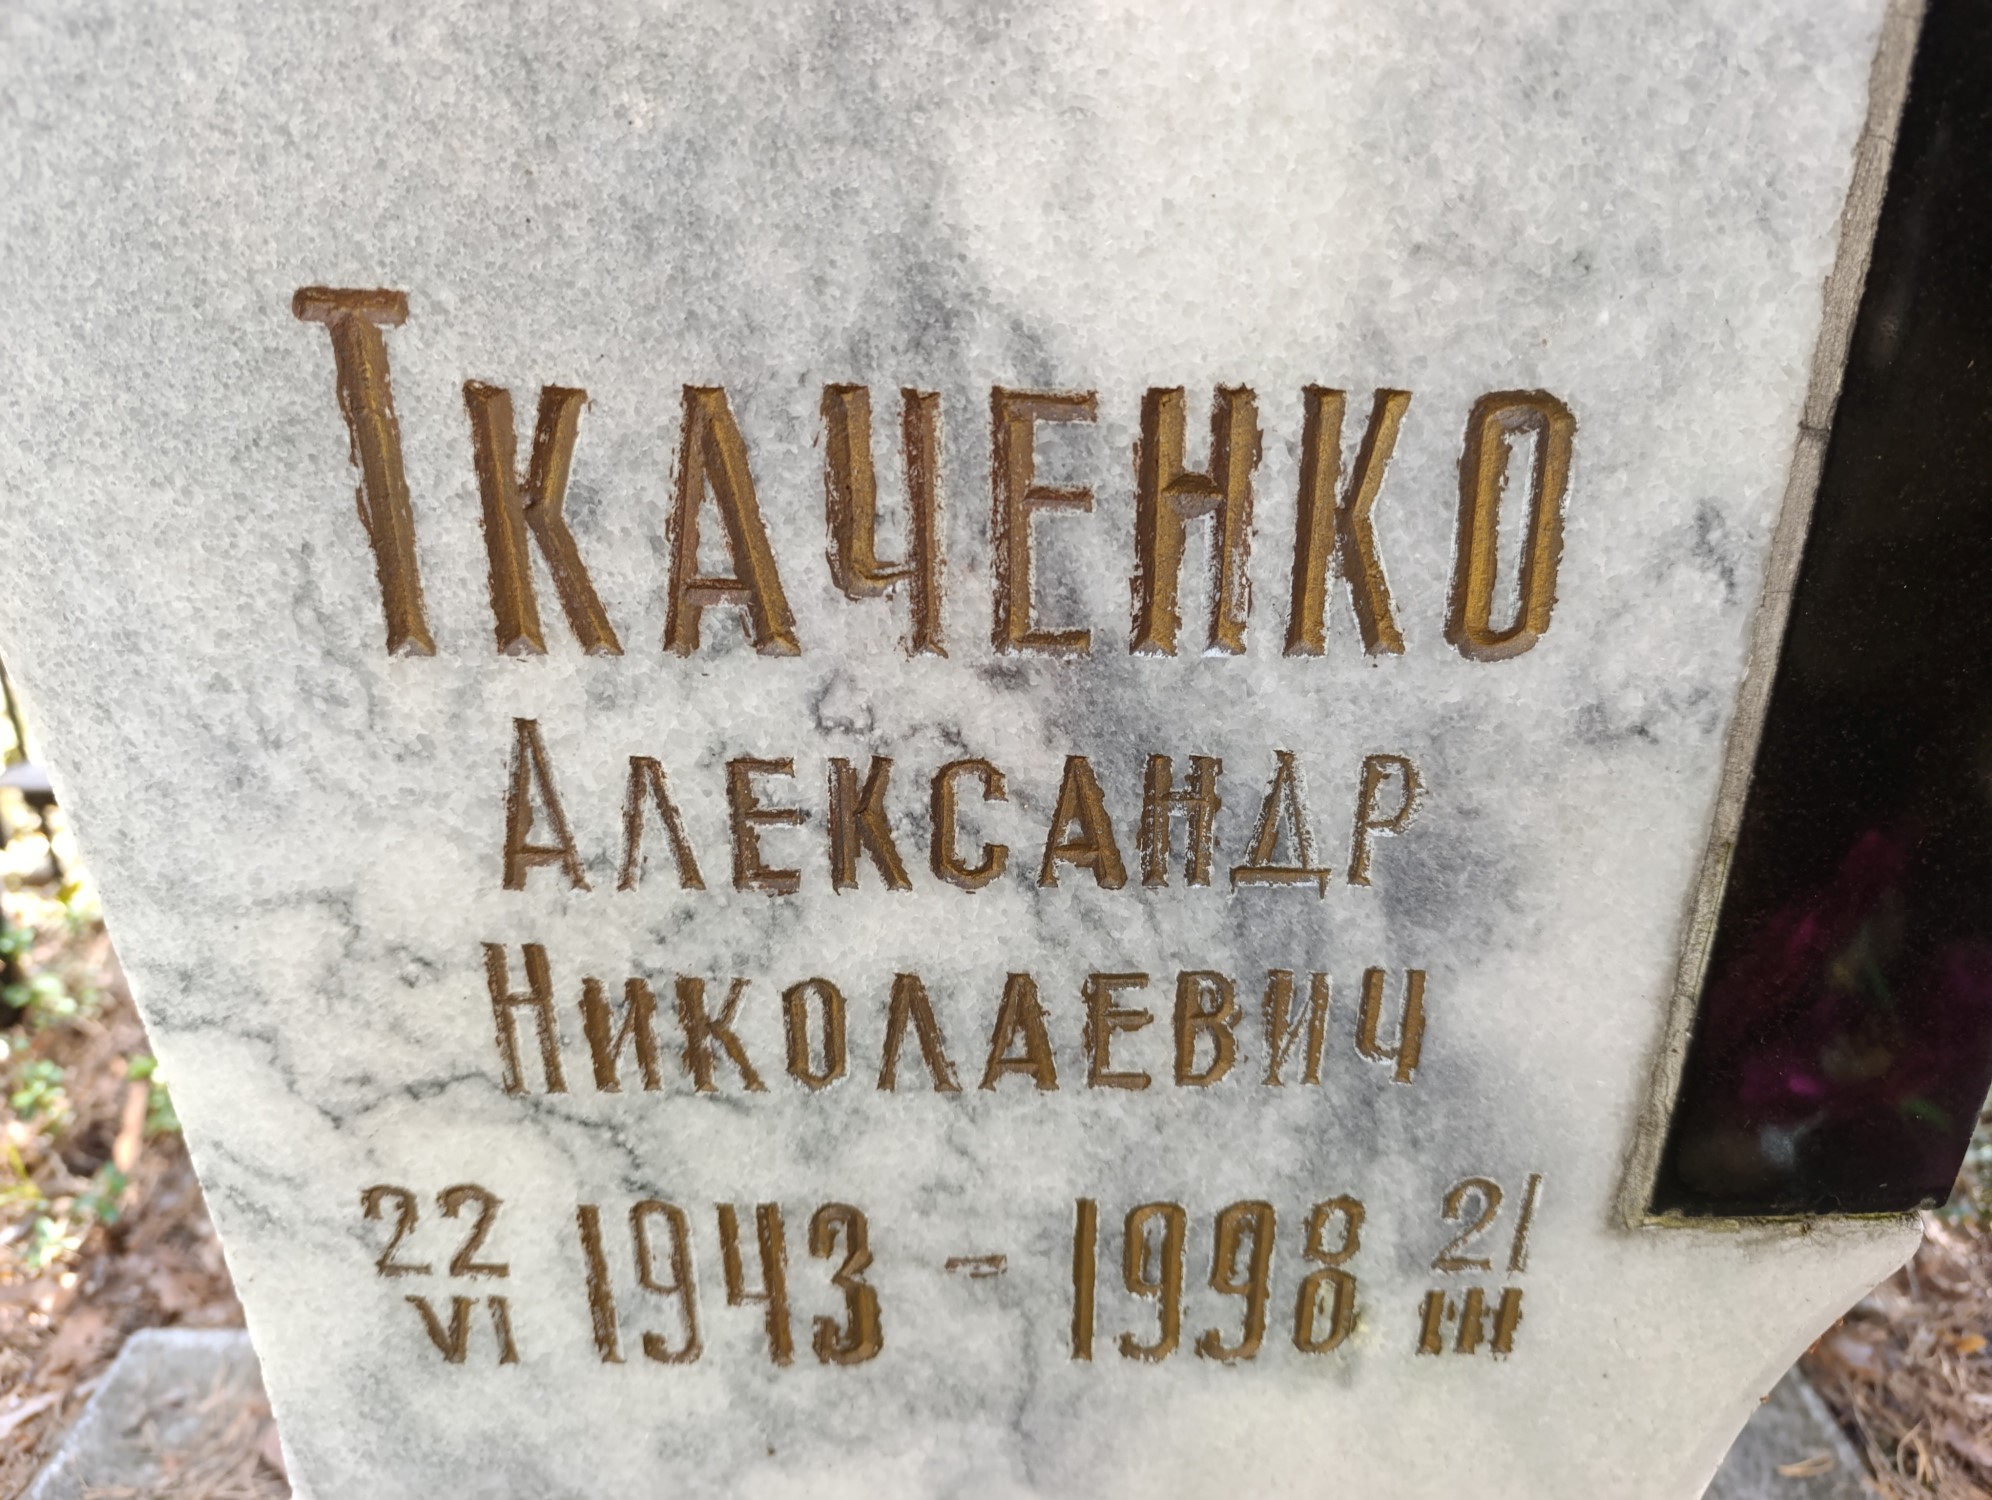 Ткаченко
Александр
Николаевич
22/VI 1943 - 1998 21/III